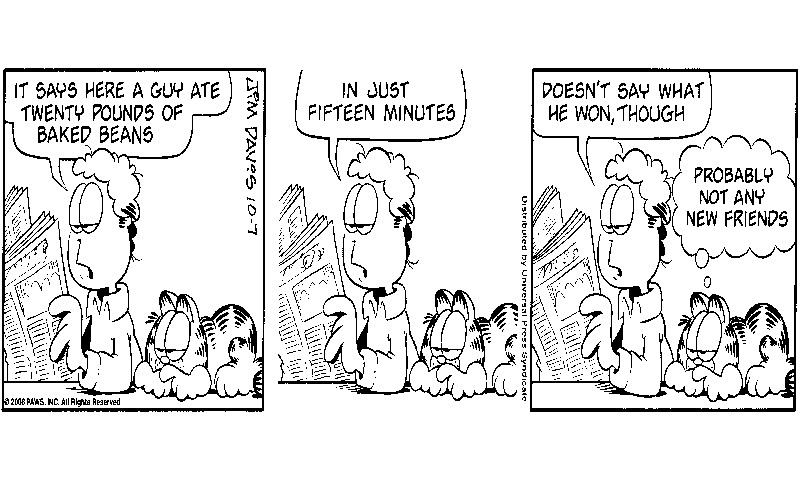 IT SAYS HERE A GUY ATE
TWENTY POUNDS OF
BAKED BEANS
JIM DAVIS 10-7
© 2008 PAWS, INC. All Rights Reserved
IN JUST
FIFTEEN MINUTES
Distributed by Universal Press Syndicate
DOESN'T SAY WHAT
HE WON, THOUGH
PROBABLY
NOT ANY
NEW FRIENDS